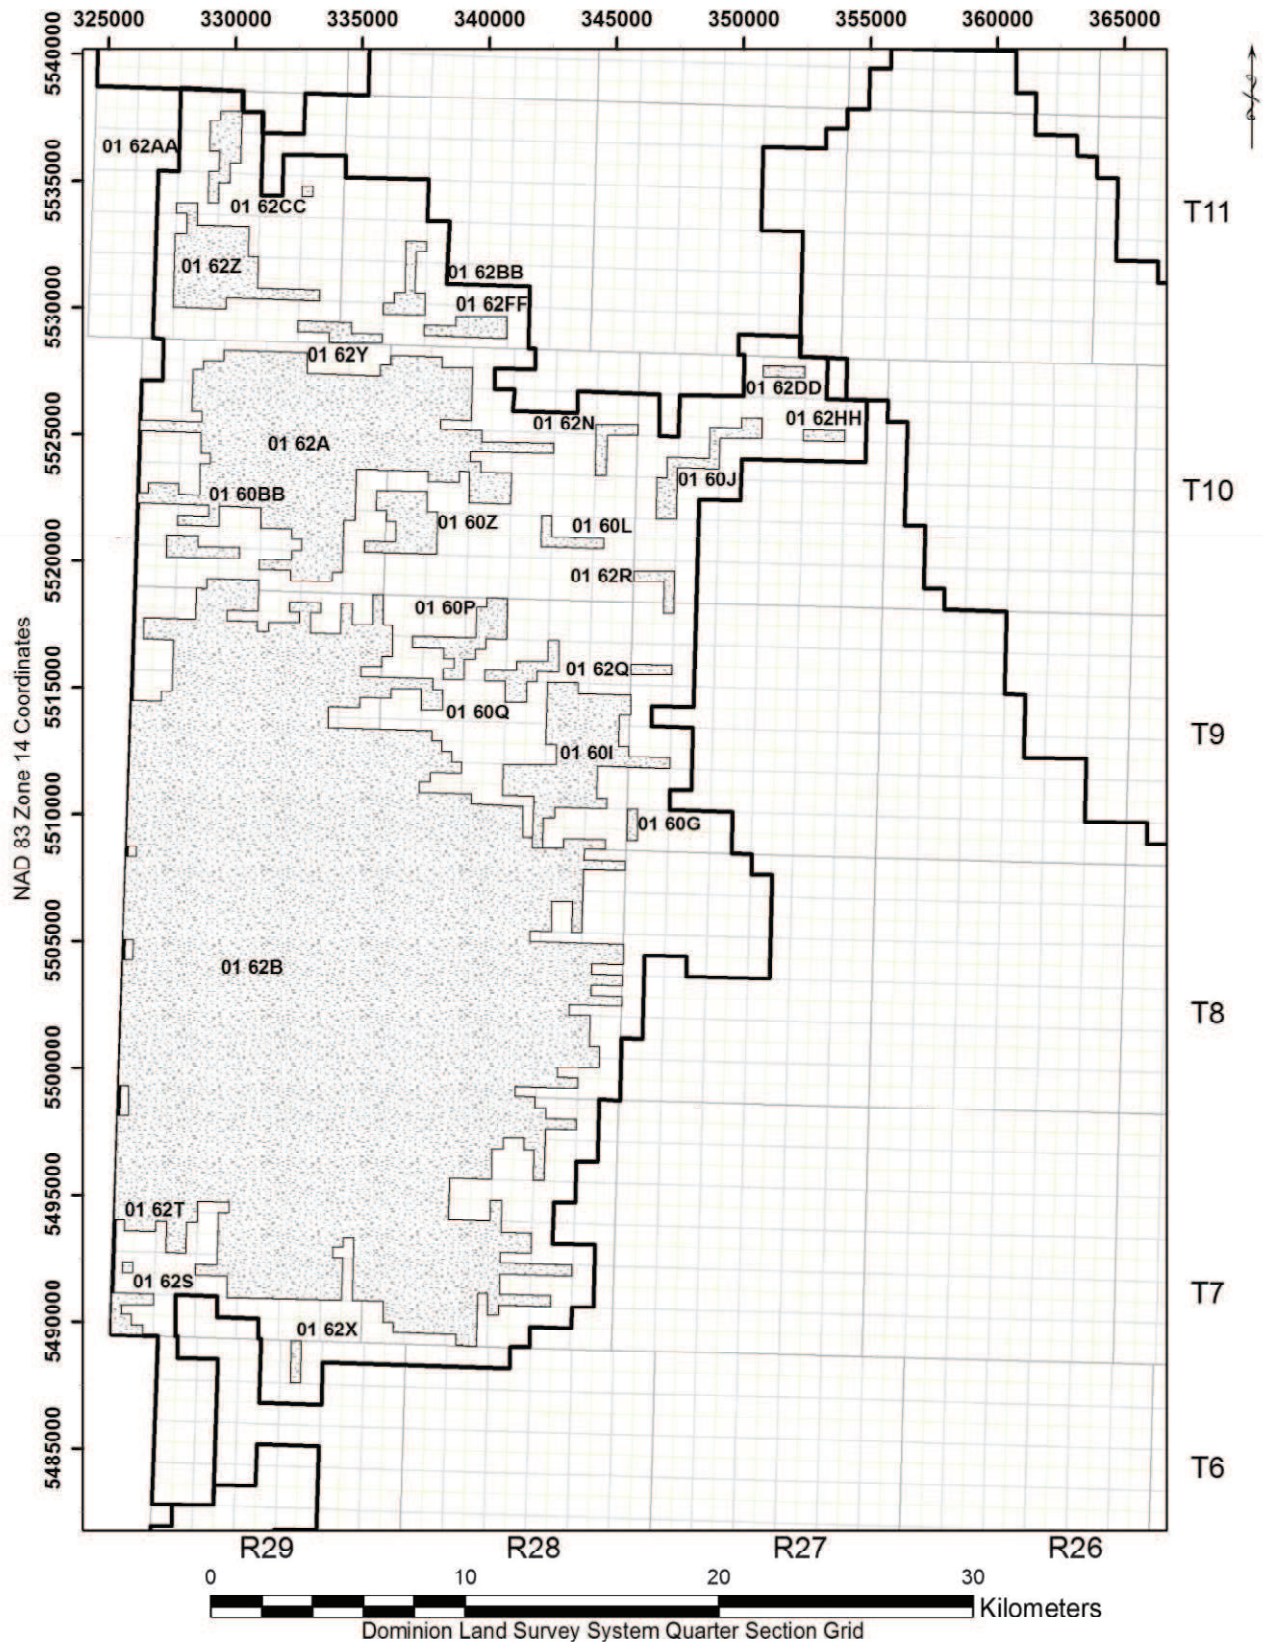 325000 330000 335000 340000 345000 350000 355000 360000 365000
5540000
5535000
5530000
5525000
5520000
5515000
5510000
5505000
5500000
5495000
5490000
5485000
NAD 83 Zone 14 Coordinates
01 62AA
01 62CC
01 62Z
01 62BB
01 62FF
01 62Y
01 62DD
01 62HH
01 62N
01 62A
01 60J
01 60BB
01 60Z
01 60L
01 62R
01 60P
01 62Q
01 60Q
01 60I
01 60G
01 62B
01 62T
01 62S
01 62X
T11
T10
T9
T8
T7
T6
R29 R28 R27 R26
0 10 20 30
Kilometers
Dominion Land Survey System Quarter Section Grid